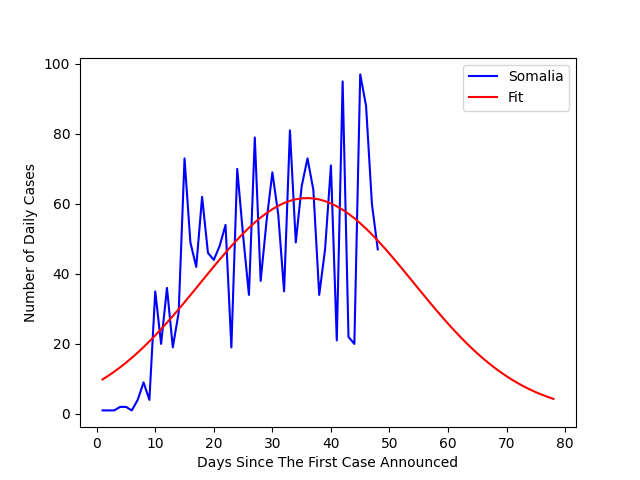 Somalia
Fit
100
80
60
40
20
0
Number of Daily Cases
0 10 20 30 40 50 60 70 80
Days Since The First Case Announced